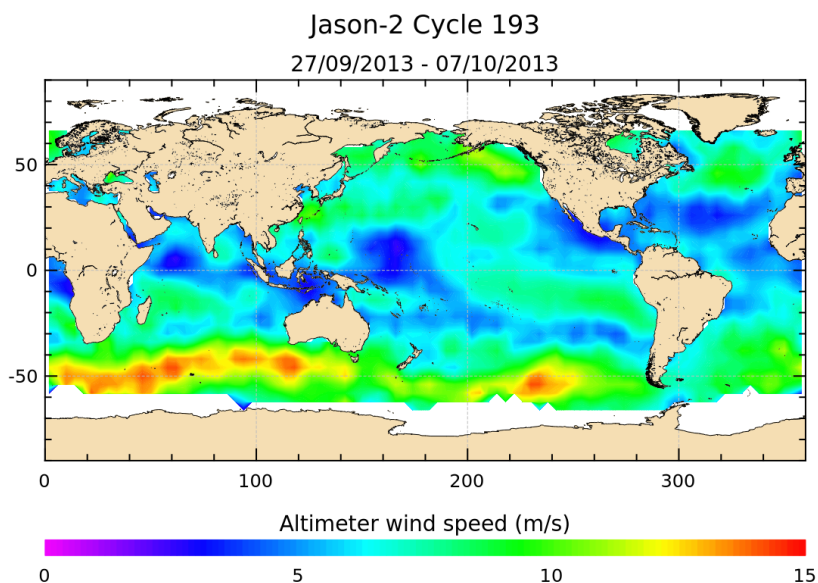 Jason-2 Cycle 193
27/09/2013 - 07/10/2013
50
0
-50
0 100 200 300
Altimeter wind speed (m/s)
0 5 10 15